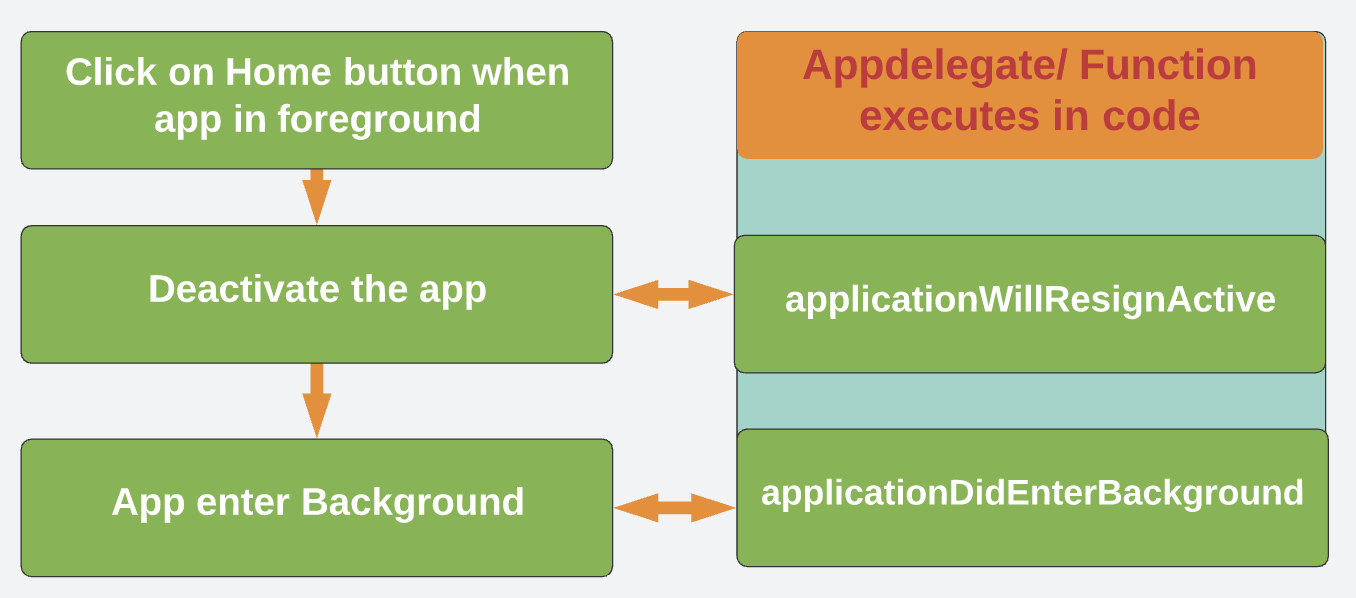 Click on Home button when
app in foreground
Appdelegate/ Function
executes in code
Deactivate the app
applicationWillResignActive
App enter Background
applicationDidEnterBackground